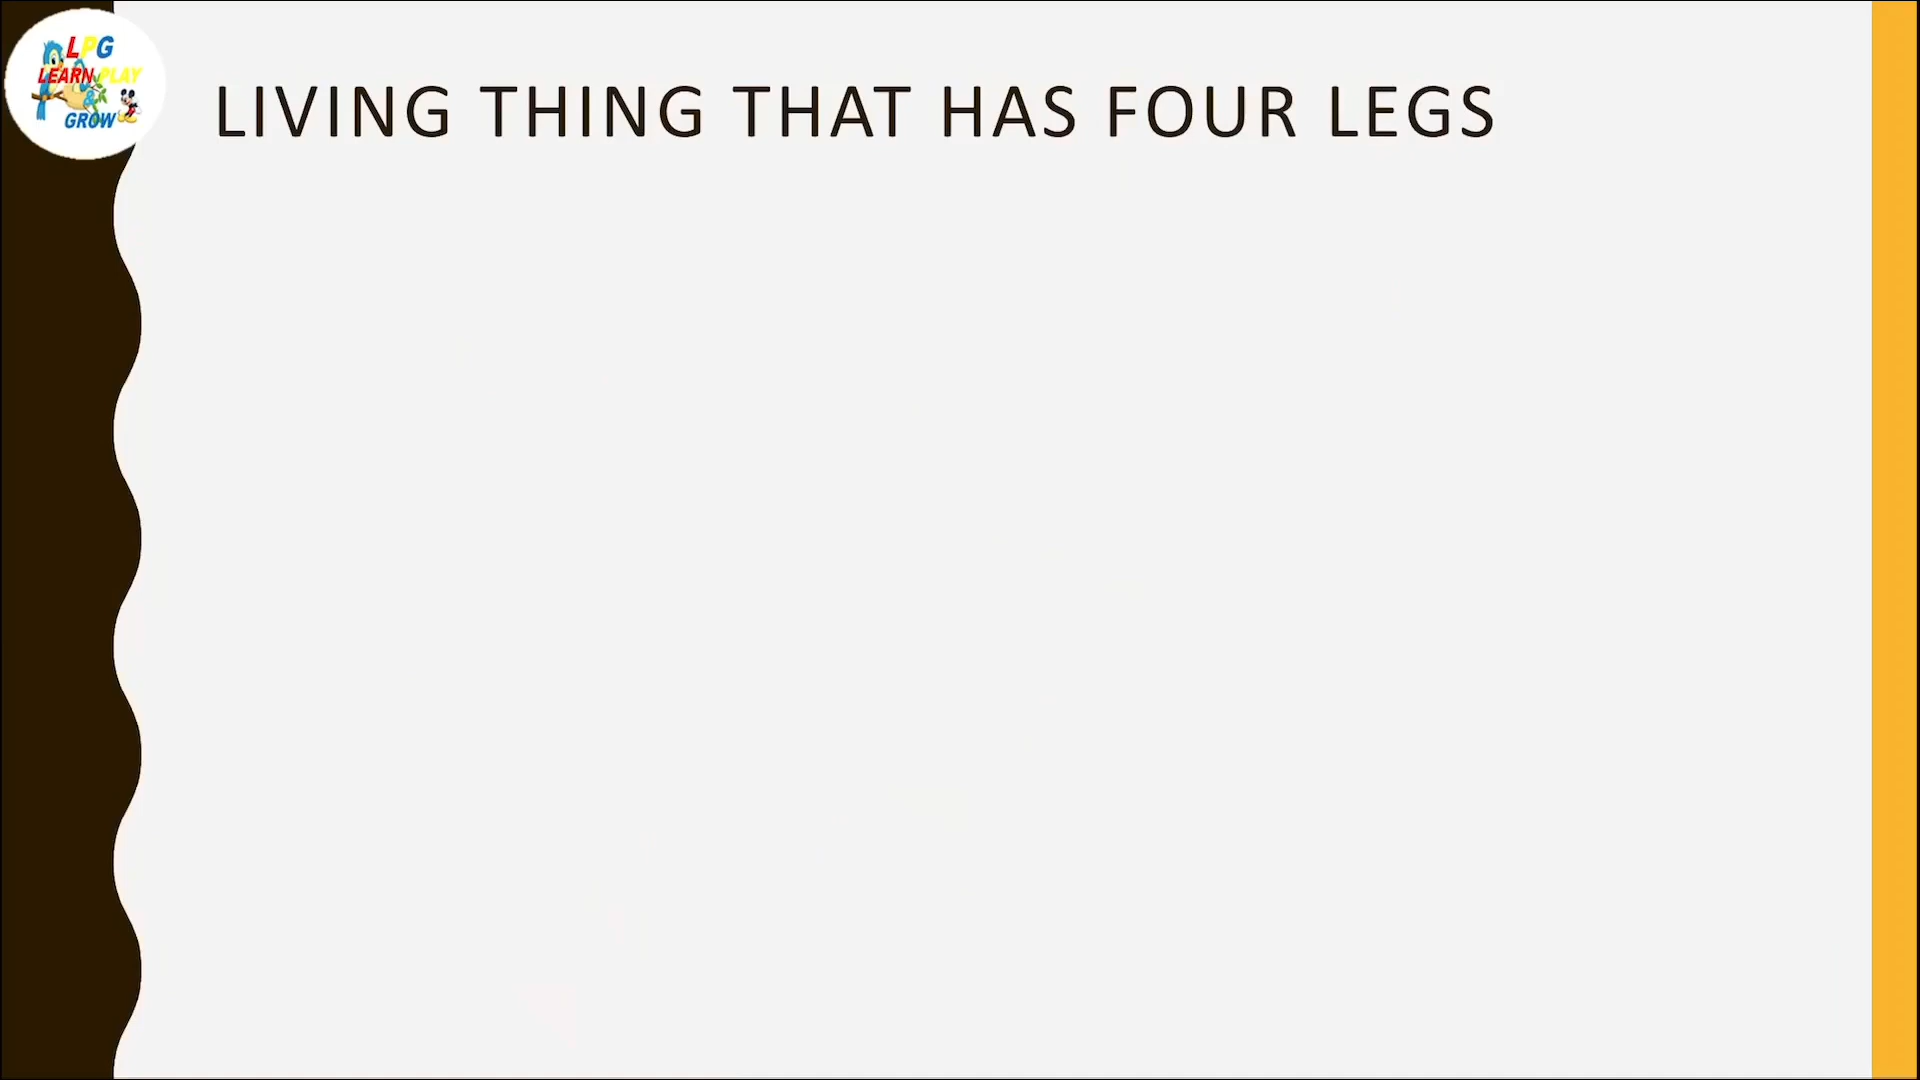 LPG
LEARN PLAY
&
GROW
LIVING THING THAT HAS FOUR LEGS